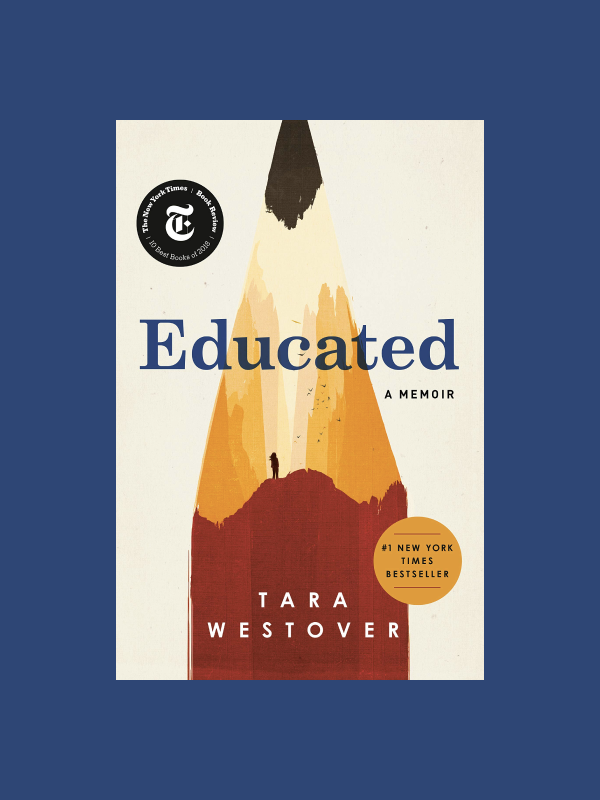 The New York Times | Book Review
| 10 Best Books of 2018 |
T
Educated
A MEMOIR
#1 NEW YORK
TIMES
BESTSELLER
TARA
WESTOVER